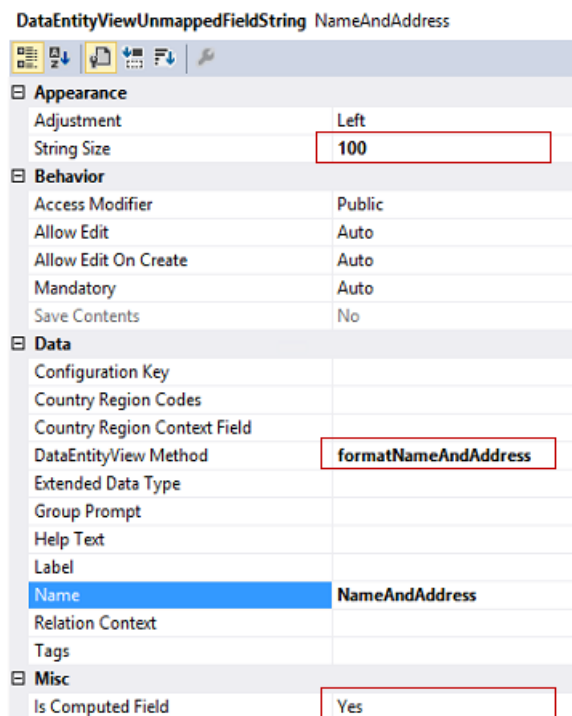 DataEntityViewUnmappedFieldString NameAndAddress
Appearance
Adjustment Left
String Size 100
Behavior
Access Modifier Public
Allow Edit Auto
Allow Edit On Create Auto
Mandatory Auto
Save Contents No
Data
Configuration Key
Country Region Codes
Country Region Context Field
DataEntityView Method formatNameAndAddress
Extended Data Type
Group Prompt
Help Text
Label
Name NameAndAddress
Relation Context
Tags
Misc
Is Computed Field Yes